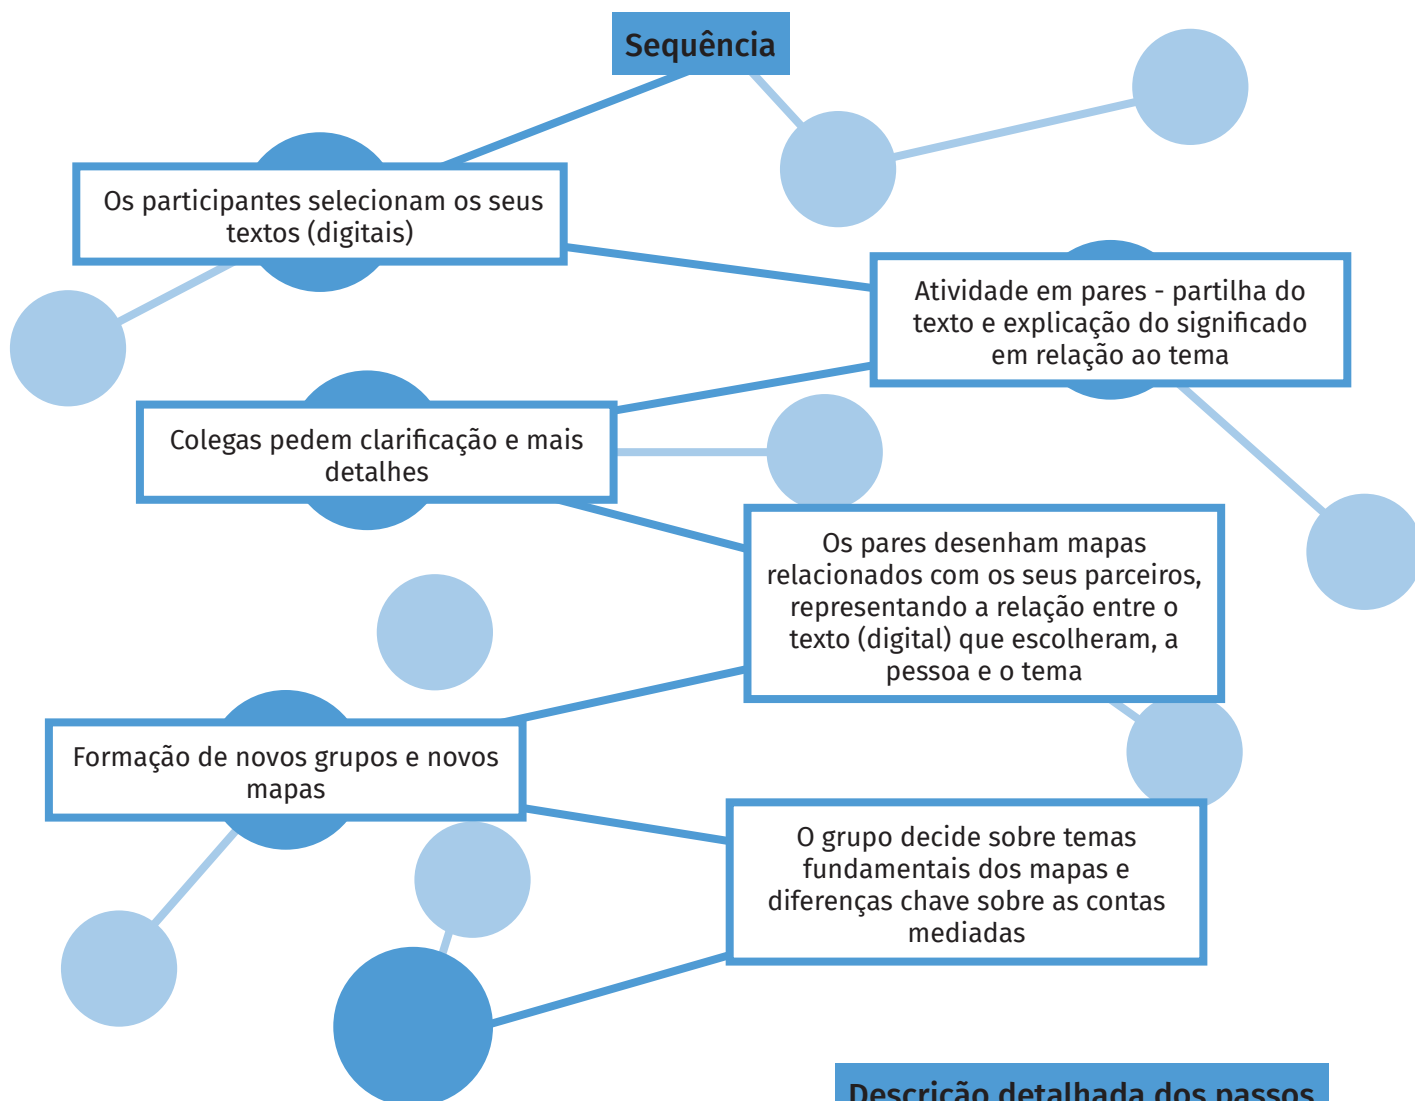 Sequência
Os participantes selecionam os seus
textos (digitais)
Atividade em pares - partilha do
texto e explicação do significado
em relação ao tema
Colegas pedem clarificação e mais
detalhes
Os pares desenham mapas
relacionados com os seus parceiros,
representando a relação entre o
texto (digital) que escolheram, a
pessoa e o tema
Formação de novos grupos e novos
mapas
O grupo decide sobre temas
fundamentais dos mapas e
diferenças chave sobre as contas
mediadas
Descrição detalhada dos passos